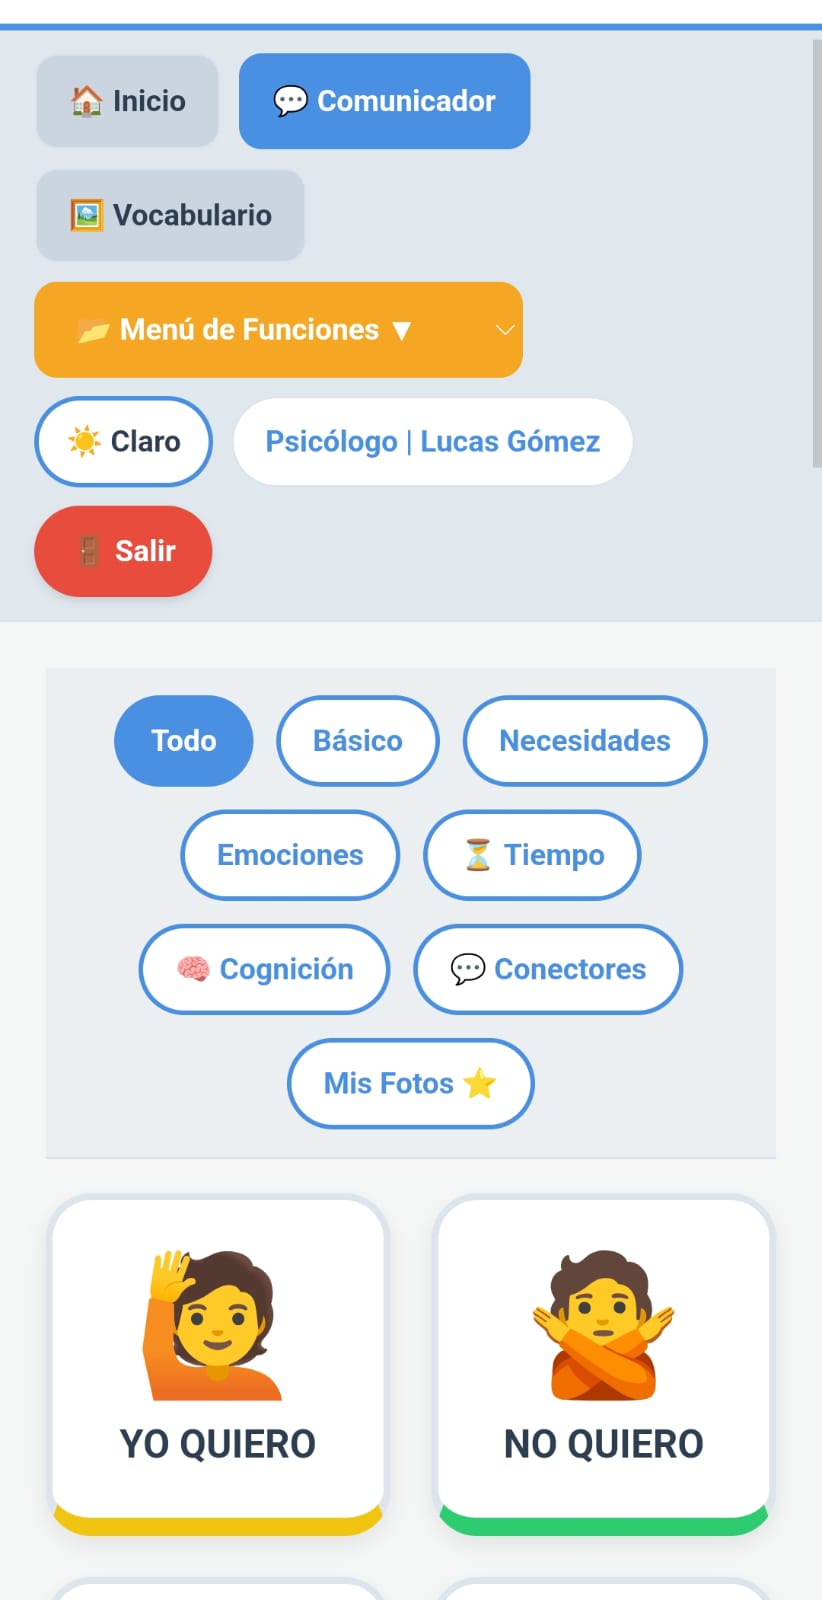 🏠 Inicio
💬 Comunicador
🖼️ Vocabulario
📂 Menú de Funciones ▼
☀️ Claro
Psicólogo | Lucas Gómez
🚪 Salir
Todo
Básico
Necesidades
Emociones
⏳ Tiempo
🧠 Cognición
💬 Conectores
Mis Fotos ⭐
YO QUIERO
NO QUIERO